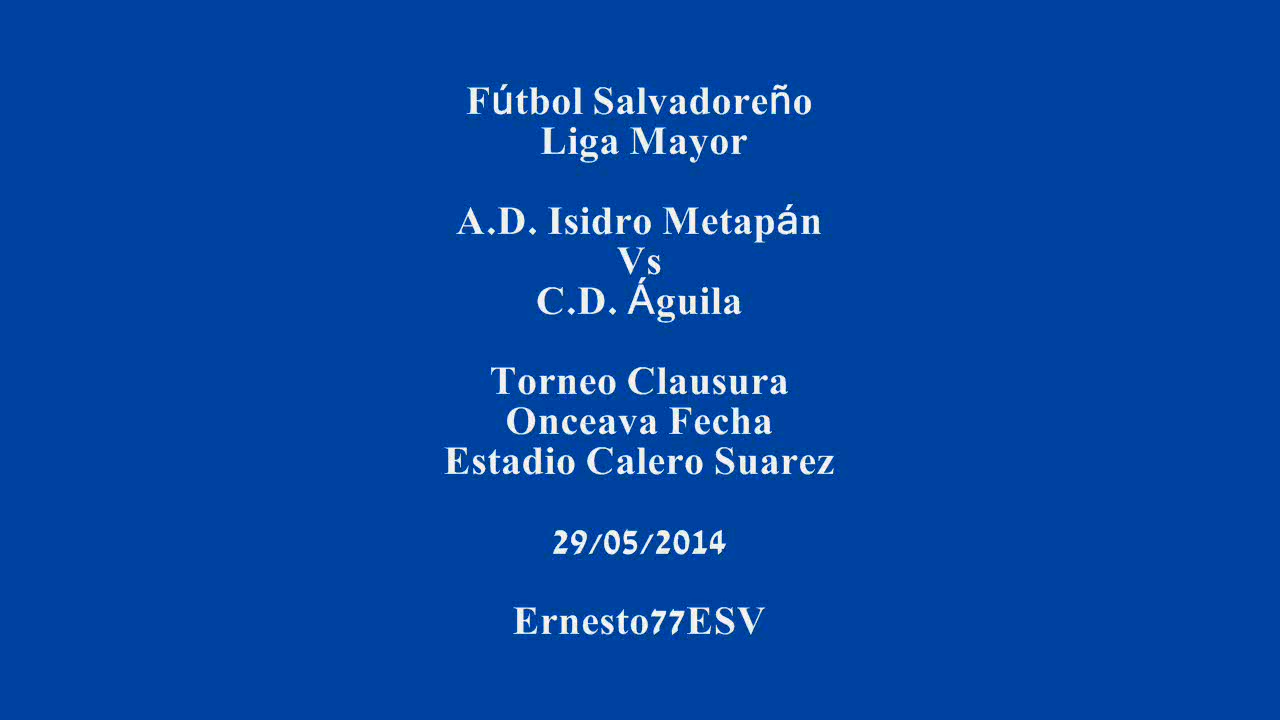 Fútbol Salvadoreño
Liga Mayor
A.D. Isidro Metapán
Vs
C.D. Águila
Torneo Clausura
Onceava Fecha
Estadio Calero Suarez
29/05/2014
Ernesto77ESV